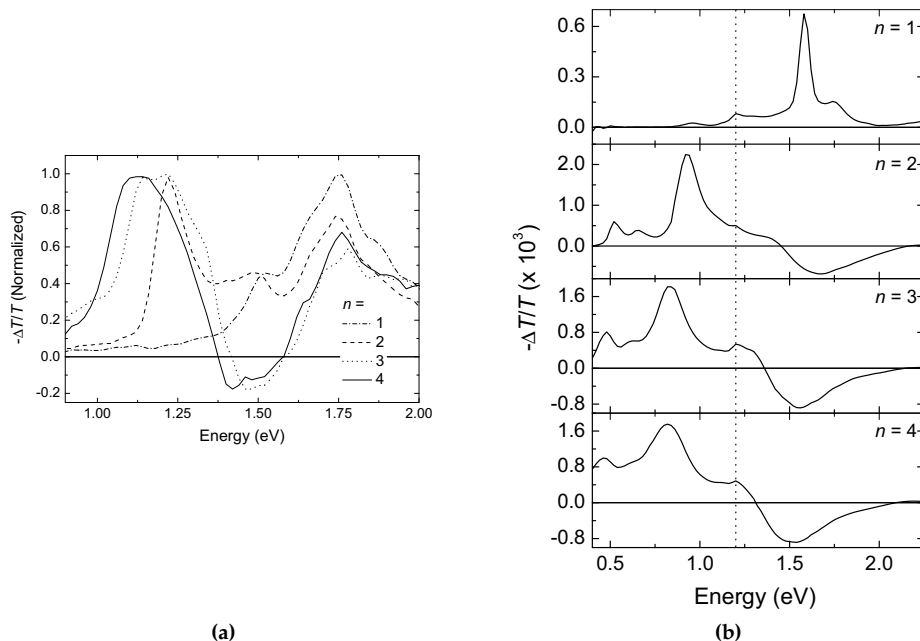 -ΔT/T (Normalized)
1.0
0.8
0.6
0.4
0.2
0.0
-0.2
n =
1
2
3
4
1.00 1.25 1.50 1.75 2.00
Energy (eV)
(a)
-ΔT/T (x 10³)
n = 1
0.6
0.3
0.0
n = 2
2.0
1.0
0.0
n = 3
1.6
0.8
0.0
-0.8
n = 4
1.6
0.8
0.0
-0.8
0.5 1.0 1.5 2.0
Energy (eV)
(b)